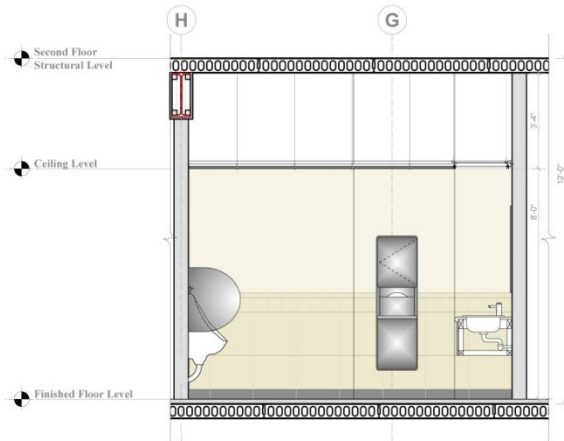 H
G
Second Floor
Structural Level
3'-4"
Ceiling Level
12'-0"
8'-0"
Finished Floor Level